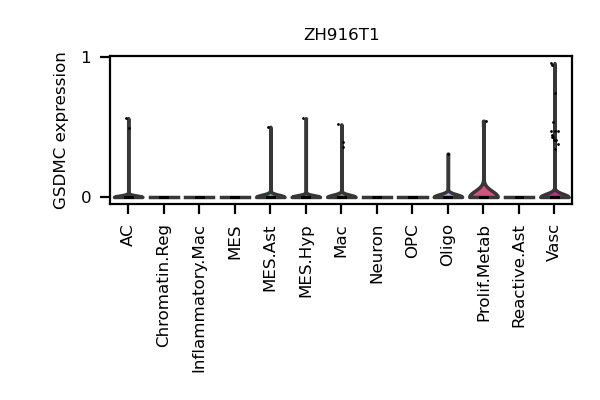 ZH916T1
GSDMC expression
1
0
AC
Chromatin.Reg
Inflammatory.Mac
MES
MES.Ast
MES.Hyp
Mac
Neuron
OPC
Oligo
Prolif.Metab
Reactive.Ast
Vasc